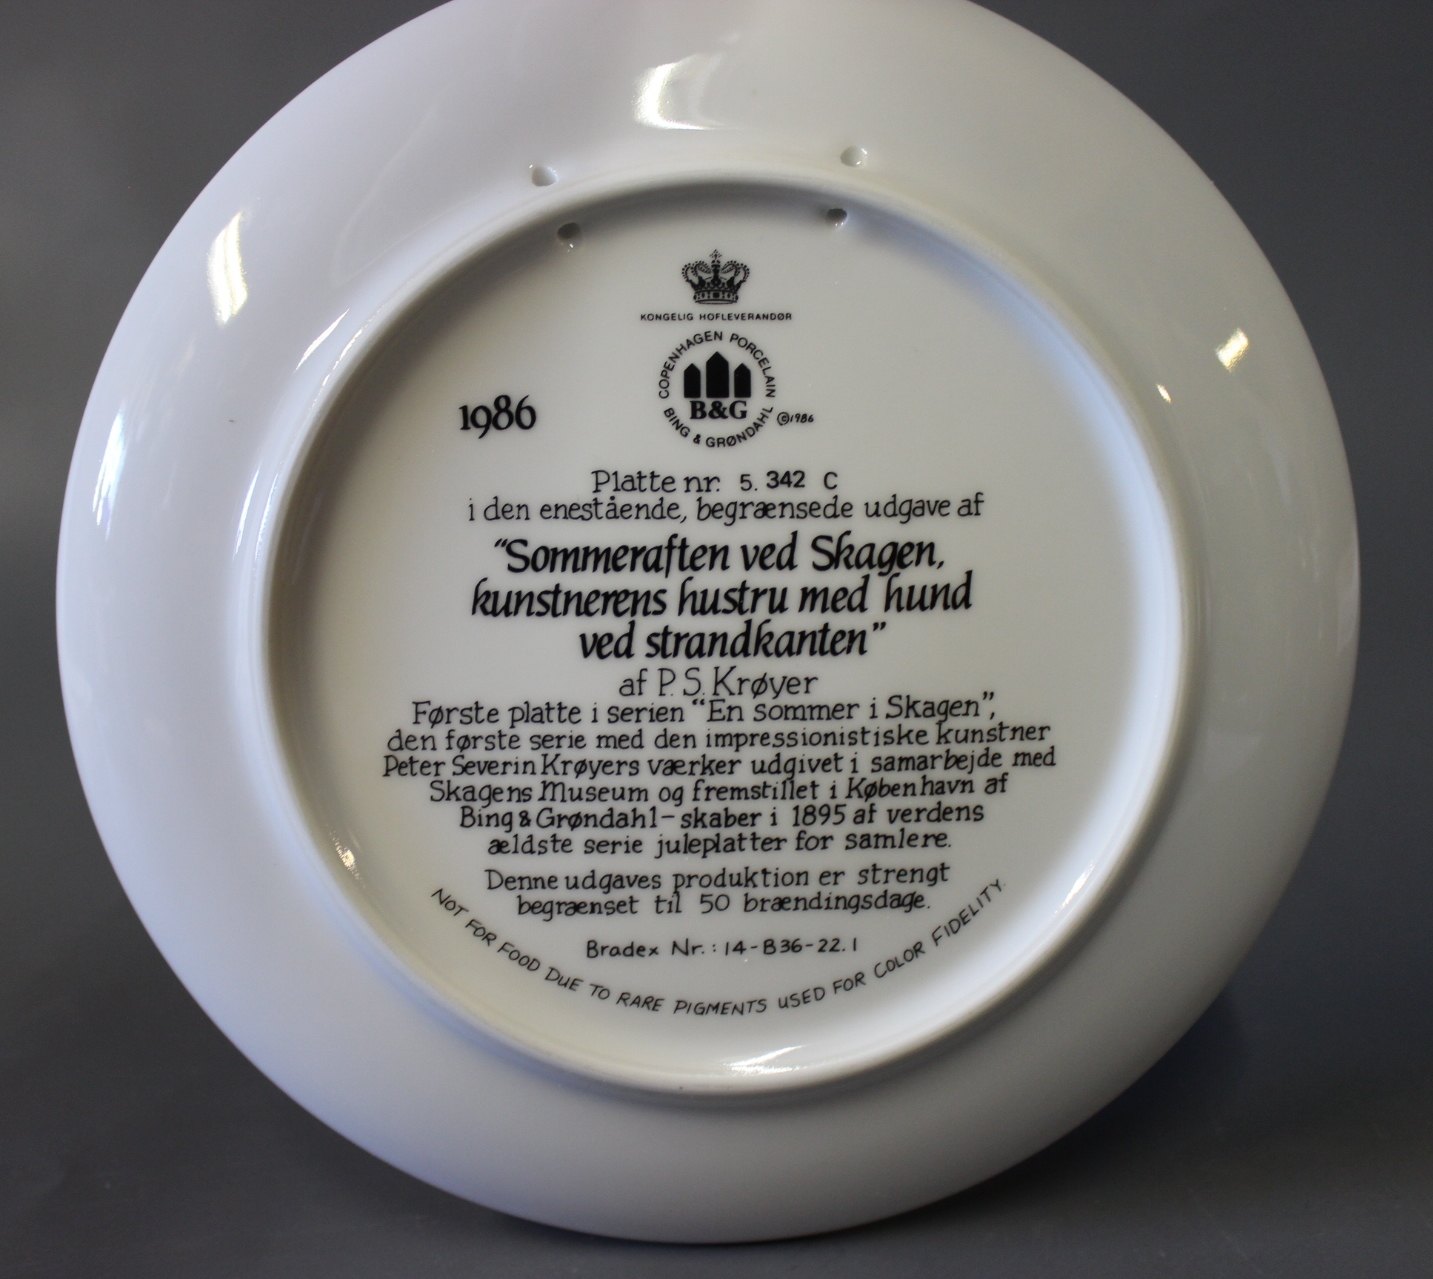 KONGELIG HOFLEVERANDØR
COPENHAGEN PORCELAIN
B&G
BING & GRØNDAHL
©1986
1986
Platte nr. 5.342 C
i den enestående, begrænsede udgave af
“Sommeraften ved Skagen,
kunstnerens hustru med hund
ved strandkanten”
af P.S. Krøyer
Første platte i serien “En sommer i Skagen”,
den første serie med den impressionistiske kunstner
Peter Severin Krøyers værker udgivet i samarbejde med
Skagens Museum og fremstillet i København af
Bing & Grøndahl – skaber i 1895 af verdens
ældste serie juleplatter for samlere.
Denne udgaves produktion er strengt
begrænset til 50 brændingsdage.
Bradex Nr.: 14-B36-22.1
NOT FOR FOOD DUE TO RARE PIGMENTS USED FOR COLOR FIDELITY.